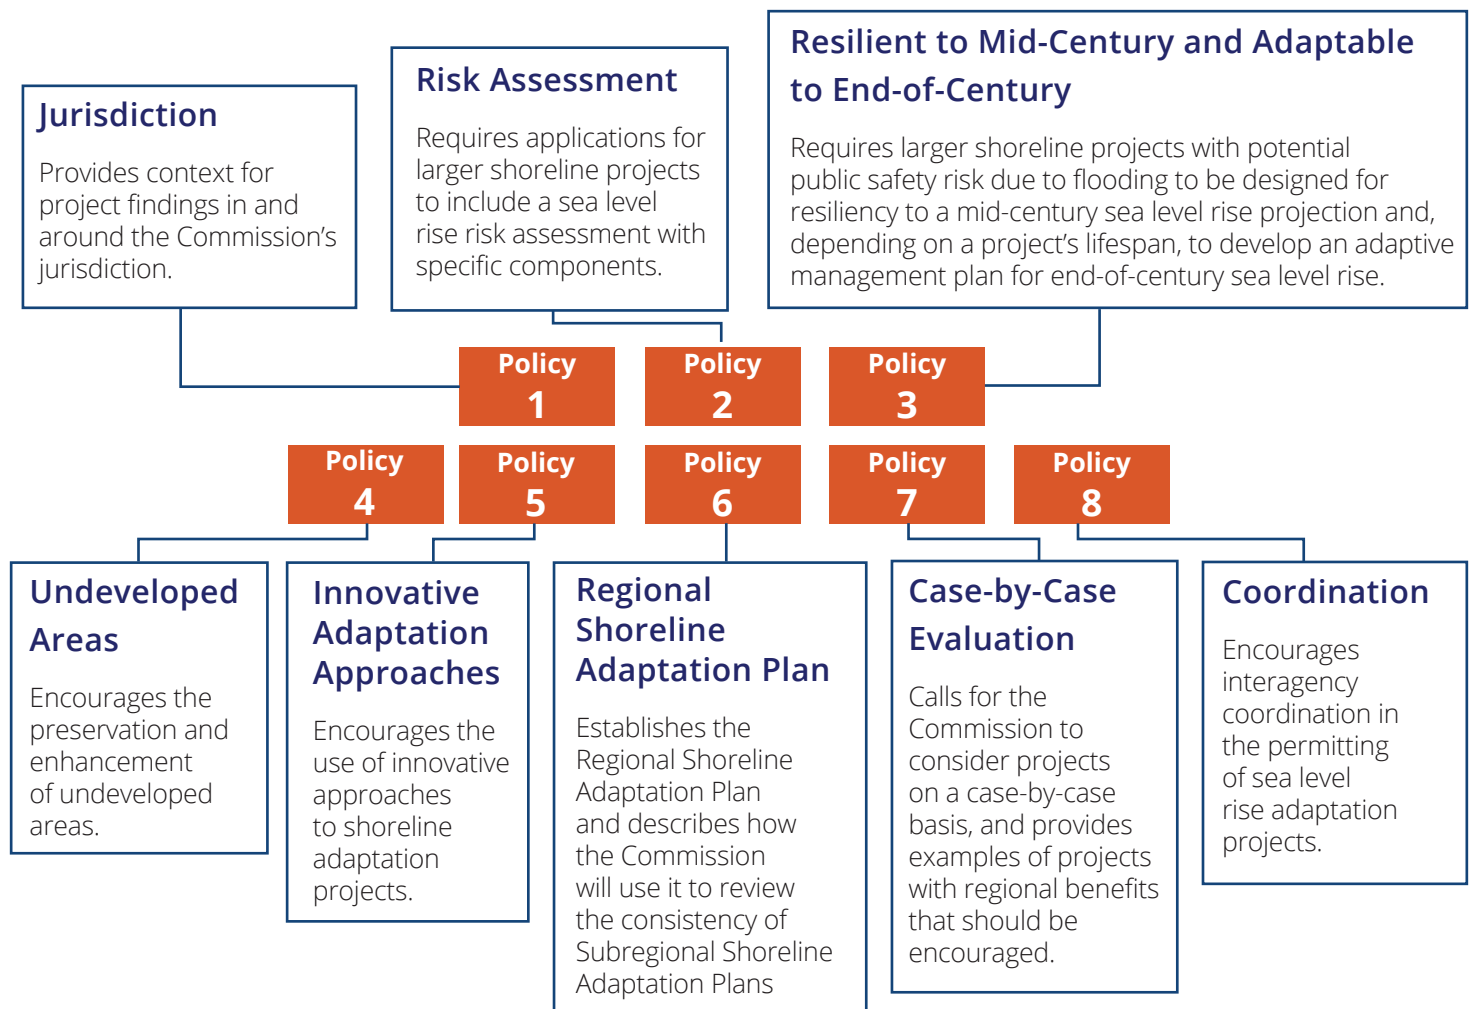 Jurisdiction
Provides context for
project findings in and
around the Commission’s
jurisdiction.
Risk Assessment
Requires applications for
larger shoreline projects
to include a sea level
rise risk assessment with
specific components.
Resilient to Mid-Century and Adaptable
to End-of-Century
Requires larger shoreline projects with potential
public safety risk due to flooding to be designed for
resiliency to a mid-century sea level rise projection and,
depending on a project’s lifespan, to develop an adaptive
management plan for end-of-century sea level rise.
Policy
1
Policy
2
Policy
3
Policy
4
Policy
5
Policy
6
Policy
7
Policy
8
Undeveloped
Areas
Encourages the
preservation and
enhancement
of undeveloped
areas.
Innovative
Adaptation
Approaches
Encourages the
use of innovative
approaches
to shoreline
adaptation
projects.
Regional
Shoreline
Adaptation Plan
Establishes the
Regional Shoreline
Adaptation Plan
and describes how
the Commission
will use it to review
the consistency of
Subregional Shoreline
Adaptation Plans
Case-by-Case
Evaluation
Calls for the
Commission to
consider projects
on a case-by-case
basis, and provides
examples of projects
with regional benefits
that should be
encouraged.
Coordination
Encourages
interagency
coordination in
the permitting
of sea level
rise adaptation
projects.